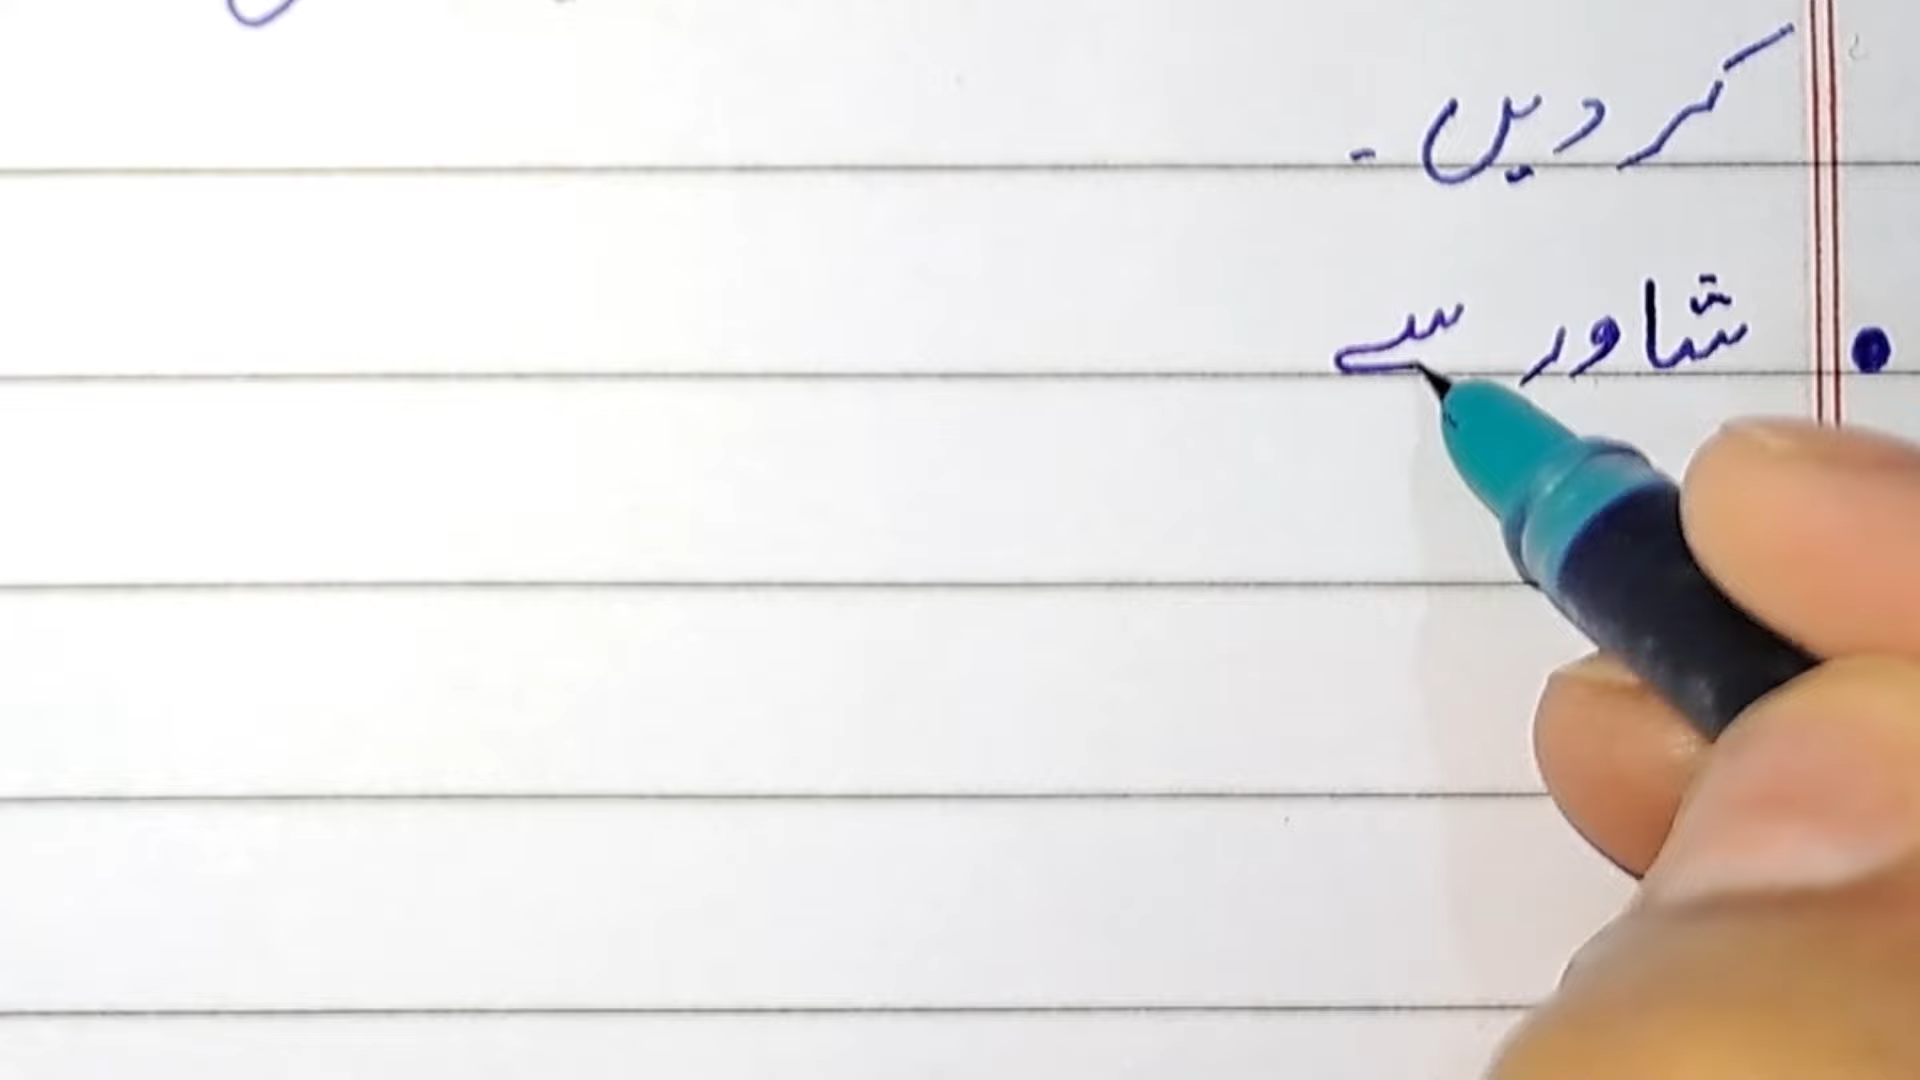 کر دیں۔
• شاور سے